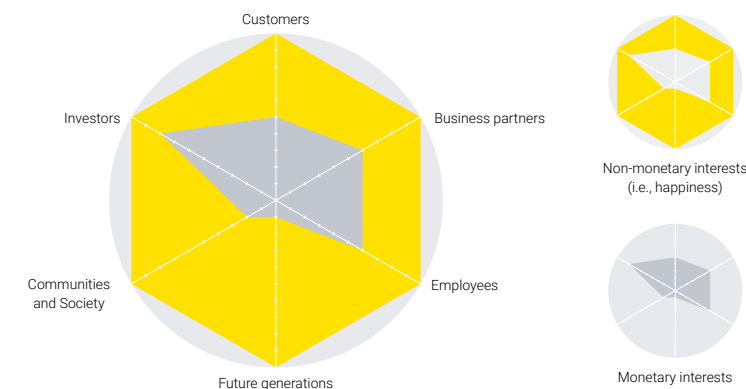 Customers
Investors
Business partners
Communities
and Society
Employees
Future generations
Non-monetary interests
(i.e., happiness)
Monetary interests